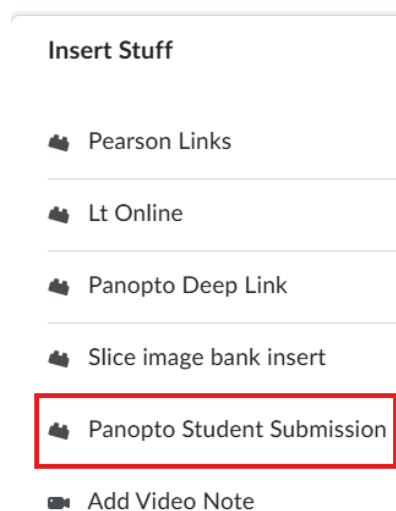 Insert Stuff
Pearson Links
Lt Online
Panopto Deep Link
Slice image bank insert
Panopto Student Submission
Add Video Note